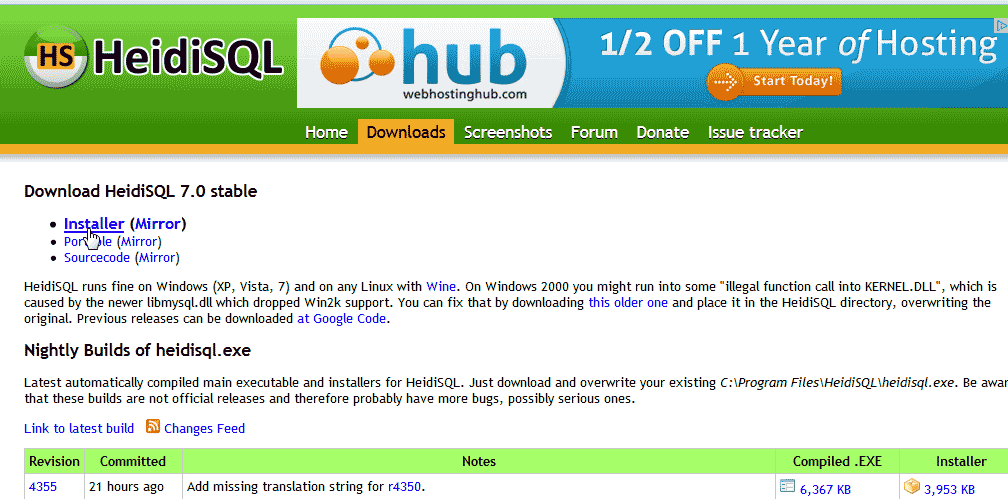 HS HeidiSQL
hub
webhostinghub.com
1/2 OFF 1 Year of Hosting
Start Today!
Home Downloads Screenshots Forum Donate Issue tracker
Download HeidiSQL 7.0 stable
Installer (Mirror)
(Mirror)
Sourcecode (Mirror)
HeidiSQL runs fine on Windows (XP, Vista, 7) and on any Linux with Wine. On Windows 2000 you might run into some "illegal function call into KERNEL.DLL", which is
caused by the newer libmysql.dll which dropped Win2k support. You can fix that by downloading this older one and place it in the HeidiSQL directory, overwriting the
original. Previous releases can be downloaded at Google Code.
Nightly Builds of heidisql.exe
Latest automatically compiled main executable and installers for HeidiSQL. Just download and overwrite your existing C:\Program Files\HeidiSQL\heidisql.exe. Be awar
that these builds are not official releases and therefore probably have more bugs, possibly serious ones.
Link to latest build Changes Feed
Revision Committed Notes Compiled .EXE Installer
4355 21 hours ago Add missing translation string for r4350. 6,367 KB 3,953 KB